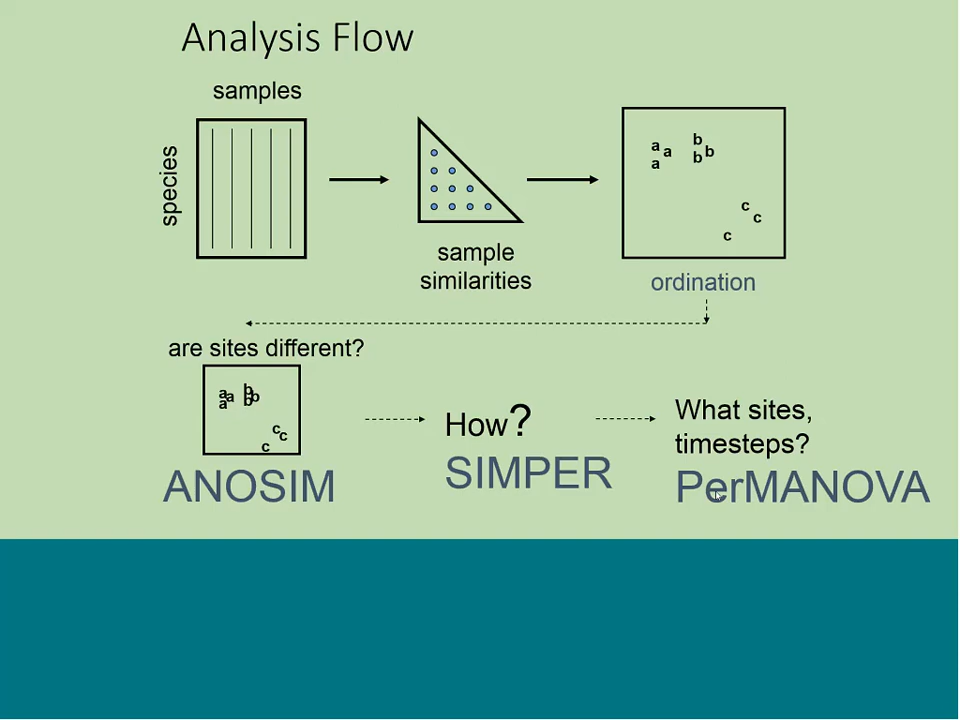 Analysis Flow
samples
species
sample
similarities
a
a
a
b
b
b
c
c
c
ordination
are sites different?
a
a
a
b
b
b
c
c
c
ANOSIM
How?
SIMPER
What sites,
timesteps?
PerMANOVA